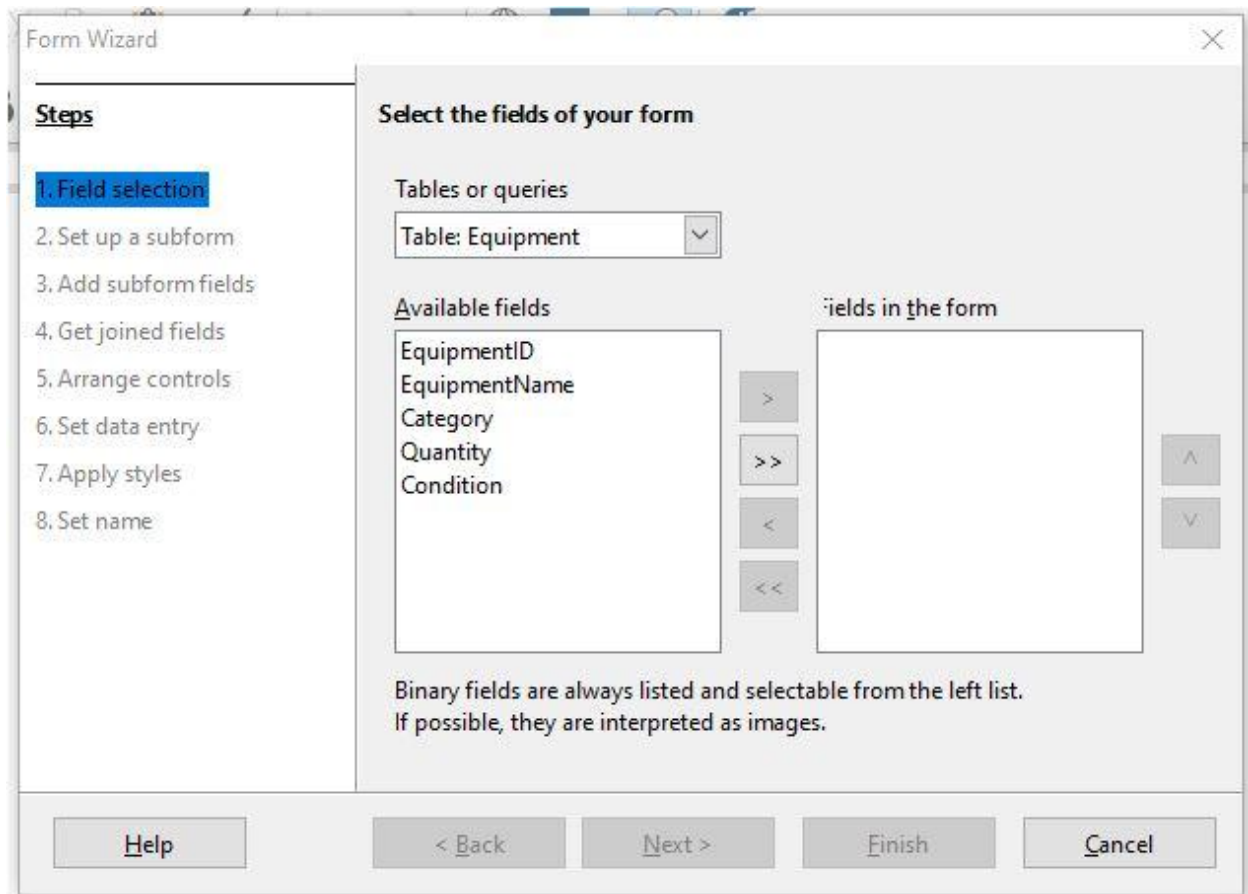 Form Wizard
Steps
1. Field selection
2. Set up a subform
3. Add subform fields
4. Get joined fields
5. Arrange controls
6. Set data entry
7. Apply styles
8. Set name
Select the fields of your form
Tables or queries
Table: Equipment
Available fields
EquipmentID
EquipmentName
Category
Quantity
Condition
>
>>
<
<<
Fields in the form
Binary fields are always listed and selectable from the left list.
If possible, they are interpreted as images.
Help
< Back
Next >
Finish
Cancel